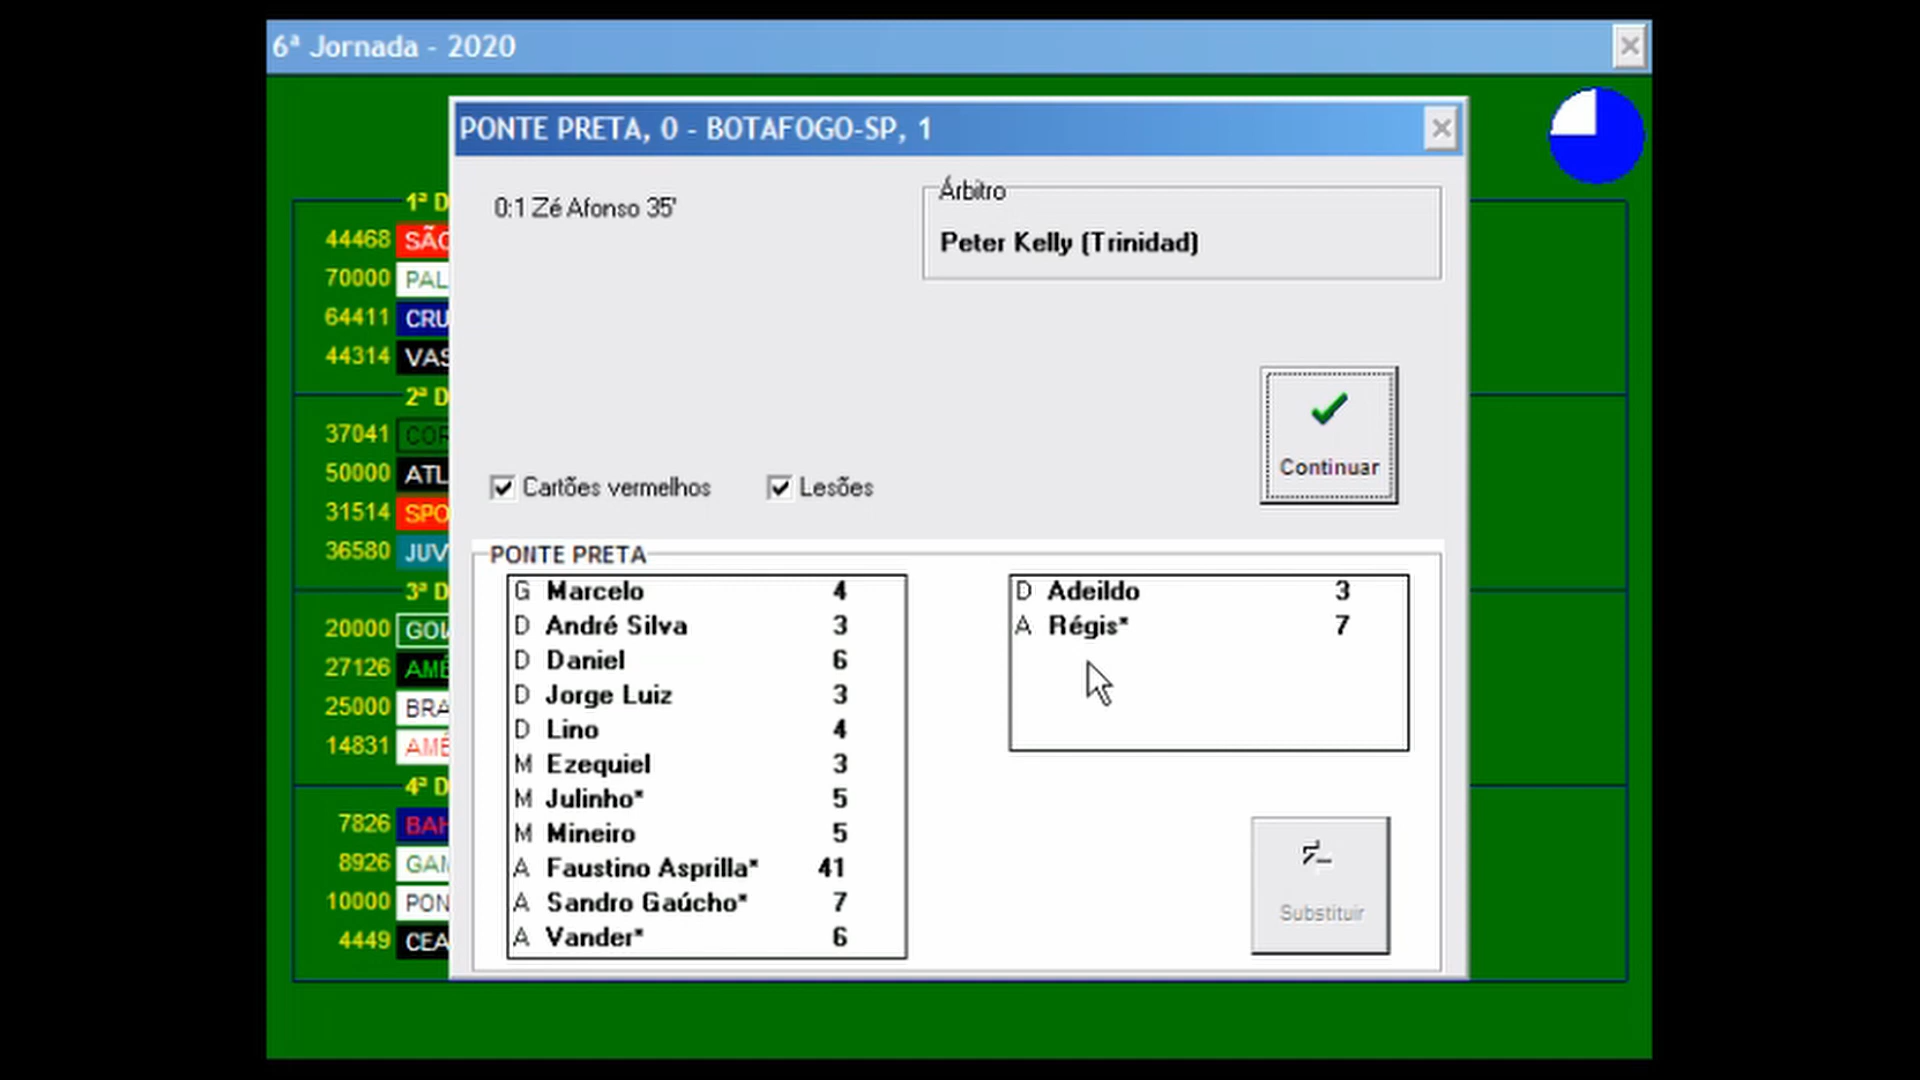 6ª Jornada - 2020
PONTE PRETA, 0 - BOTAFOGO-SP, 1
0:1 Zé Afonso 35'
Árbitro
Peter Kelly (Trinidad)
Continuar
Cartões vermelhos
Lesões
1ª D
44468 SÃO
70000 PAL
64411 CRU
44314 VAS
2ª D
37041 COR
50000 ATL
31514 SPO
36580 JUV
3ª D
20000 GOI
27126 AMÉ
25000 BRA
14831 AMÉ
4ª D
7826 BAH
8926 GAM
10000 PON
4449 CEA
PONTE PRETA
G Marcelo 4
D André Silva 3
D Daniel 6
D Jorge Luiz 3
D Lino 4
M Ezequiel 3
M Julinho* 5
M Mineiro 5
A Faustino Asprilla* 41
A Sandro Gaúcho* 7
A Vander* 6
D Adeildo 3
A Régis* 7
Substituir